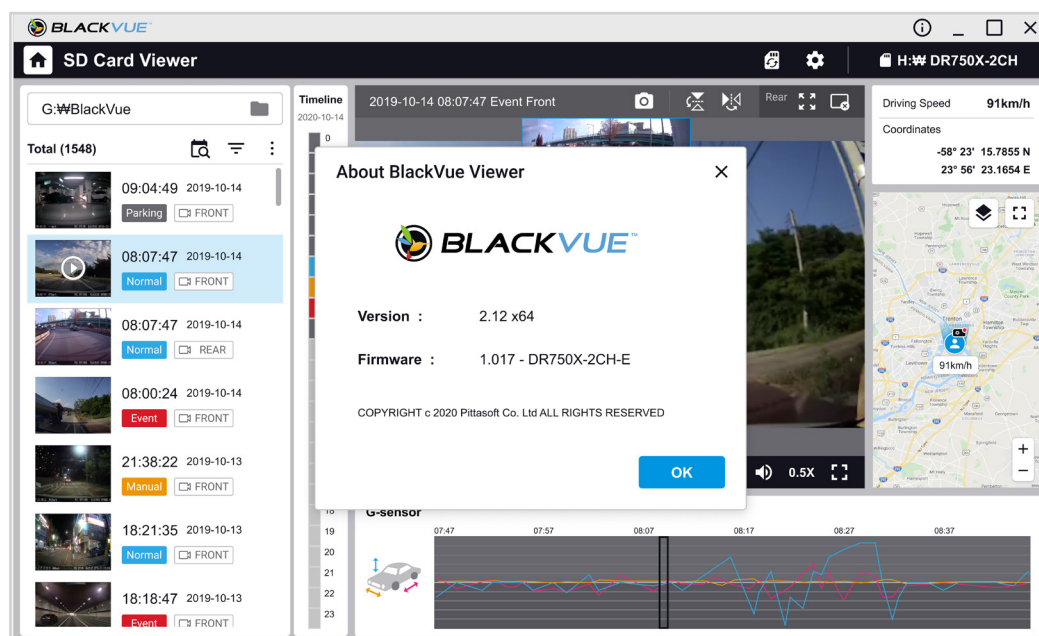 BLACKVUE™
SD Card Viewer
H:₩ DR750X-2CH
G:₩BlackVue
Total (1548)
09:04:49 2019-10-14
Parking FRONT
08:07:47 2019-10-14
Normal FRONT
08:07:47 2019-10-14
Normal REAR
08:00:24 2019-10-14
Event FRONT
21:38:22 2019-10-13
Manual FRONT
18:21:35 2019-10-13
Normal FRONT
18:18:47 2019-10-13
Event FRONT
Timeline
2020-10-14
0
18
19
20
21
22
23
2019-10-14 08:07:47 Event Front
Rear
About BlackVue Viewer
BLACKVUE™
Version : 2.12 x64
Firmware : 1.017 - DR750X-2CH-E
COPYRIGHT c 2020 Pittasoft Co. Ltd ALL RIGHTS RESERVED
OK
0.5X
Driving Speed 91km/h
Coordinates
-58° 23' 15.7855 N
23° 56' 23.1654 E
Trenton
Hamilton
Township
91km/h
+
−
G-sensor
07:47 07:57 08:07 08:17 08:27 08:37